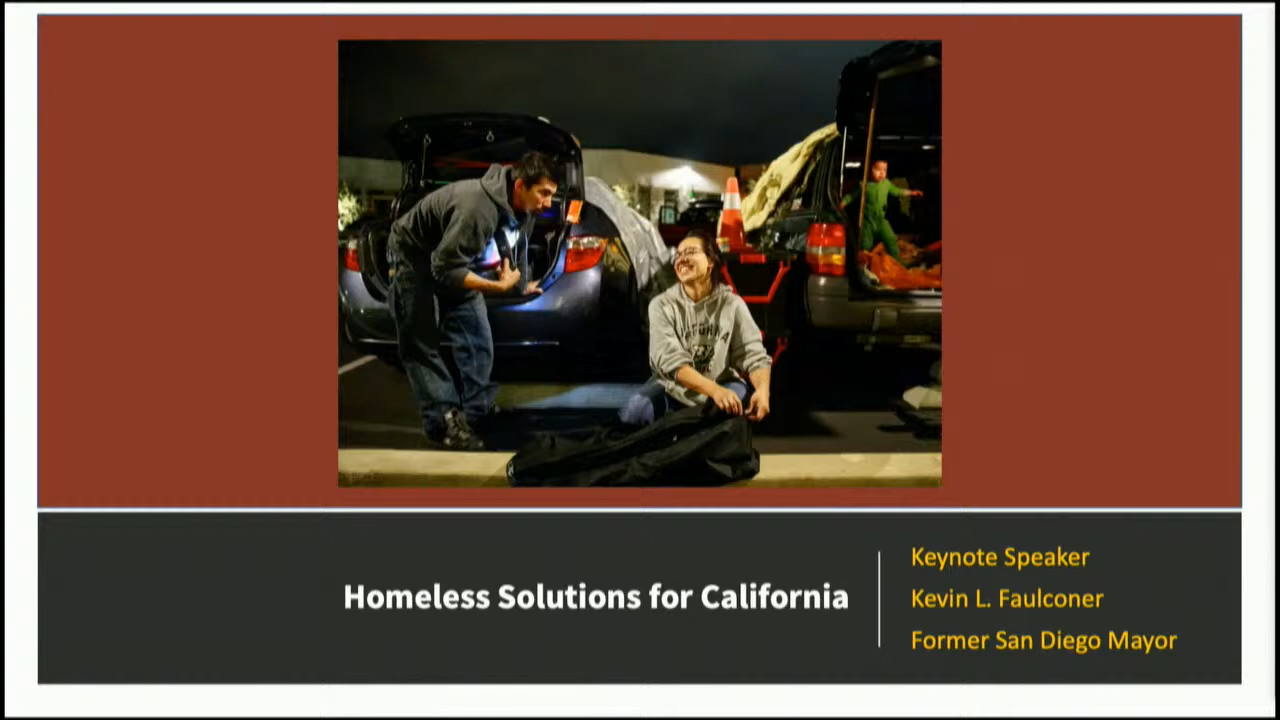 Homeless Solutions for California
Keynote Speaker
Kevin L. Faulconer
Former San Diego Mayor